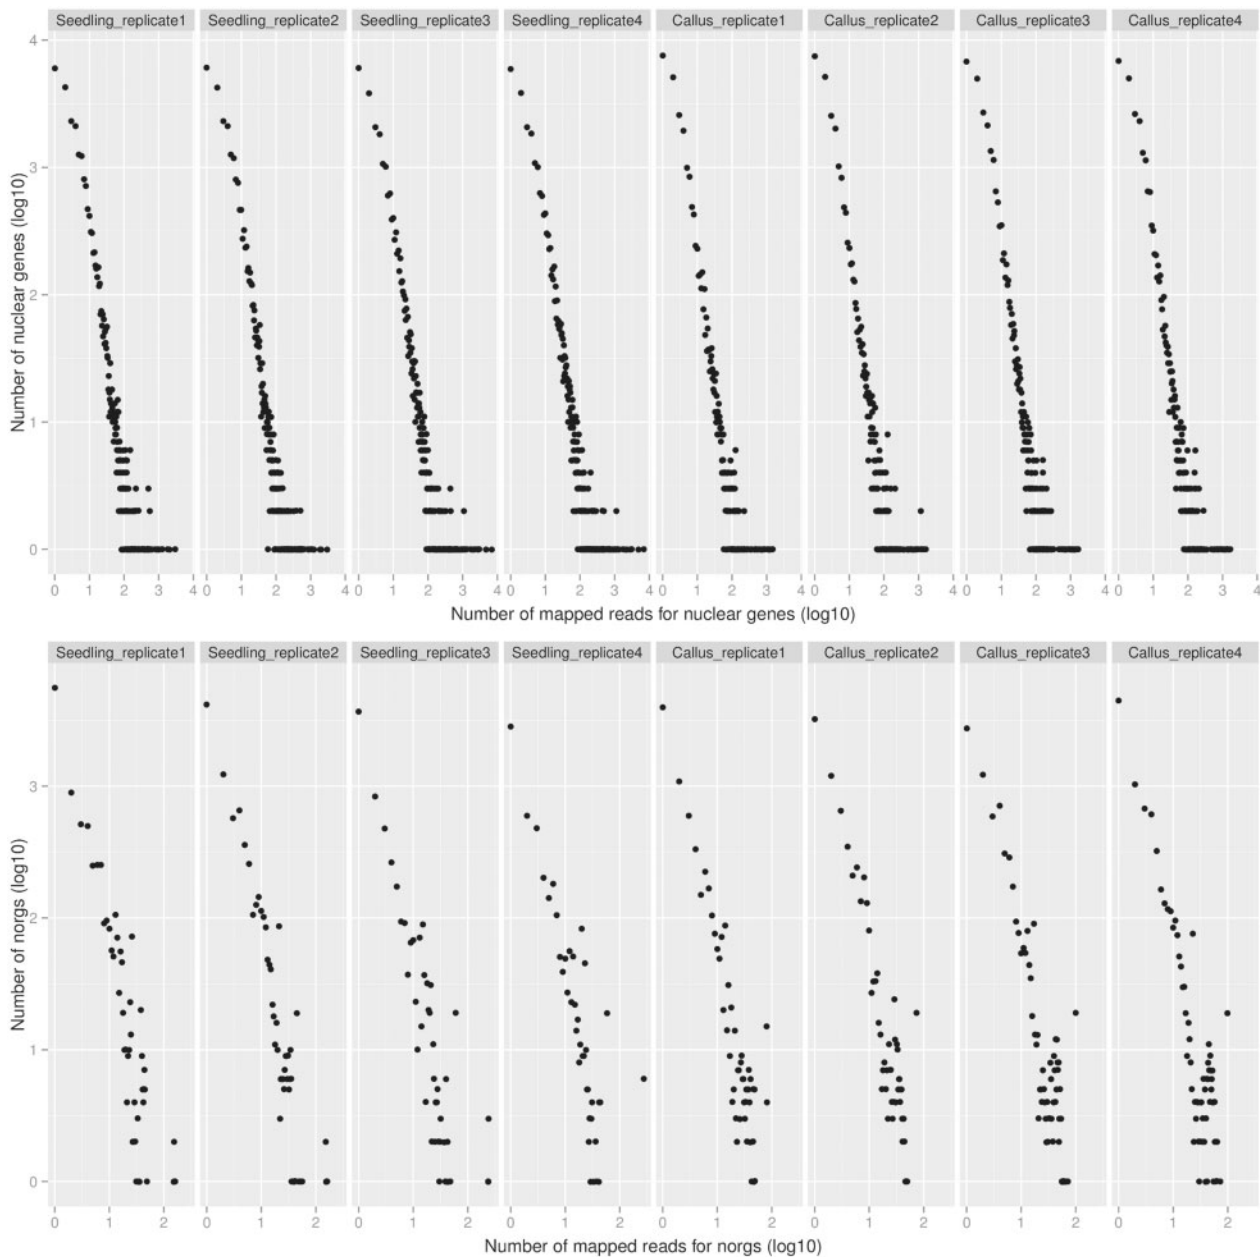 Seedling_replicate1 Seedling_replicate2 Seedling_replicate3 Seedling_replicate4 Callus_replicate1 Callus_replicate2 Callus_replicate3 Callus_replicate4
Number of nuclear genes (log10)
4
3
2
1
0
0 1 2 3 4 0 1 2 3 4 0 1 2 3 4 0 1 2 3 4 0 1 2 3 4 0 1 2 3 4 0 1 2 3 4 0 1 2 3 4
Number of mapped reads for nuclear genes (log10)
Seedling_replicate1 Seedling_replicate2 Seedling_replicate3 Seedling_replicate4 Callus_replicate1 Callus_replicate2 Callus_replicate3 Callus_replicate4
Number of norgs (log10)
3
2
1
0
0 1 2 0 1 2 0 1 2 0 1 2 0 1 2 0 1 2 0 1 2 0 1 2
Number of mapped reads for norgs (log10)